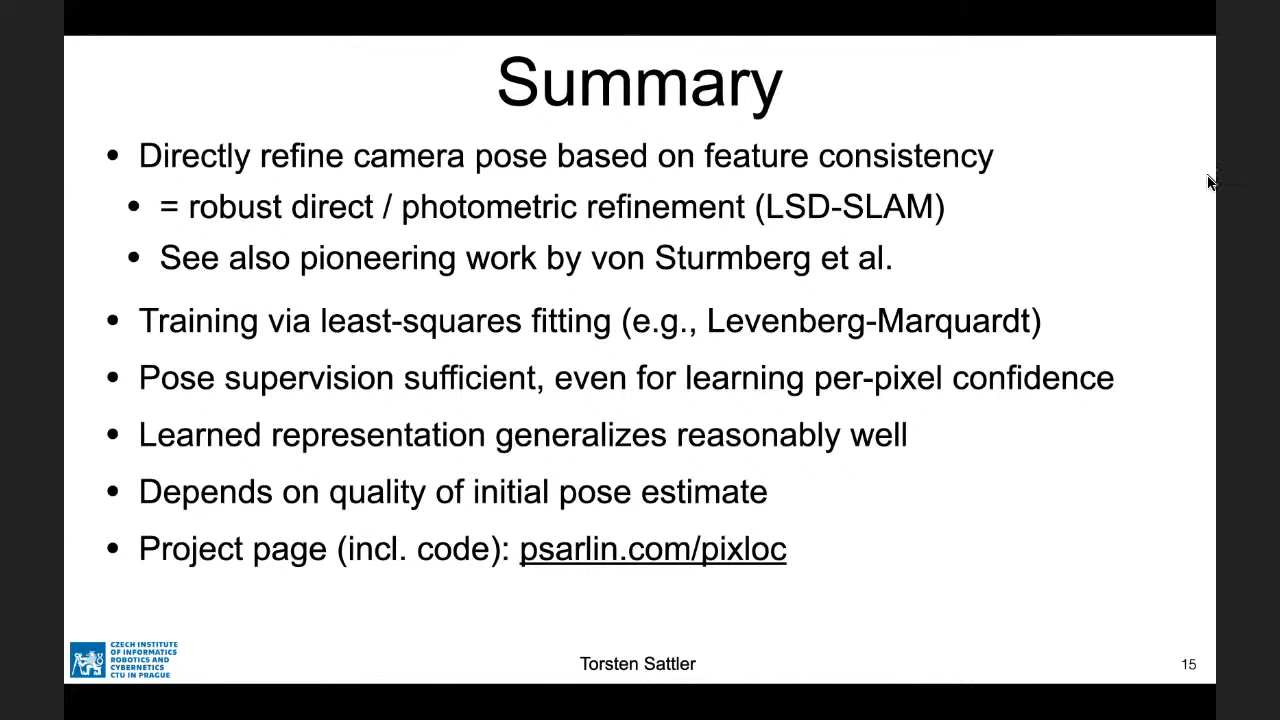 Summary
• Directly refine camera pose based on feature consistency
• = robust direct / photometric refinement (LSD-SLAM)
• See also pioneering work by von Sturmberg et al.
• Training via least-squares fitting (e.g., Levenberg-Marquardt)
• Pose supervision sufficient, even for learning per-pixel confidence
• Learned representation generalizes reasonably well
• Depends on quality of initial pose estimate
• Project page (incl. code): psarlin.com/pixloc
CZECH INSTITUTE
OF INFORMATICS
ROBOTICS AND
CYBERNETICS
CTU IN PRAGUE
Torsten Sattler
15